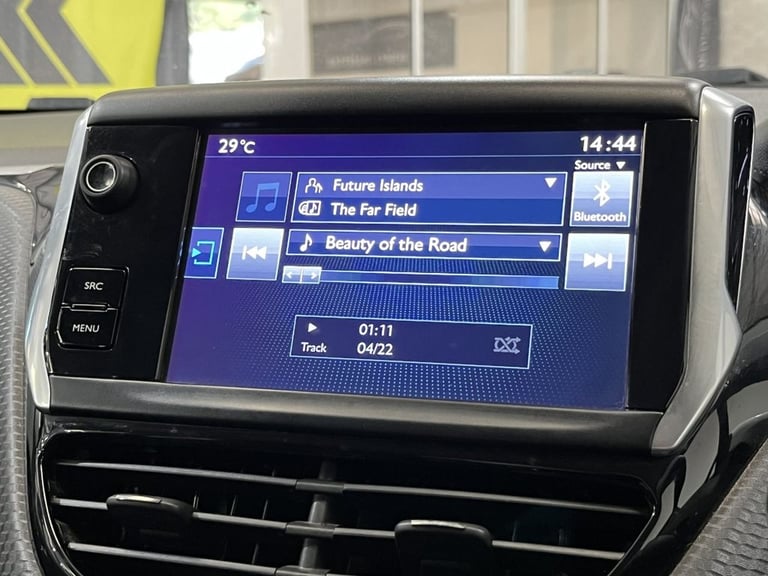 29°C
14:44
Source
Future Islands
The Far Field
Bluetooth
Beauty of the Road
SRC
MENU
01:11
Track 04/22